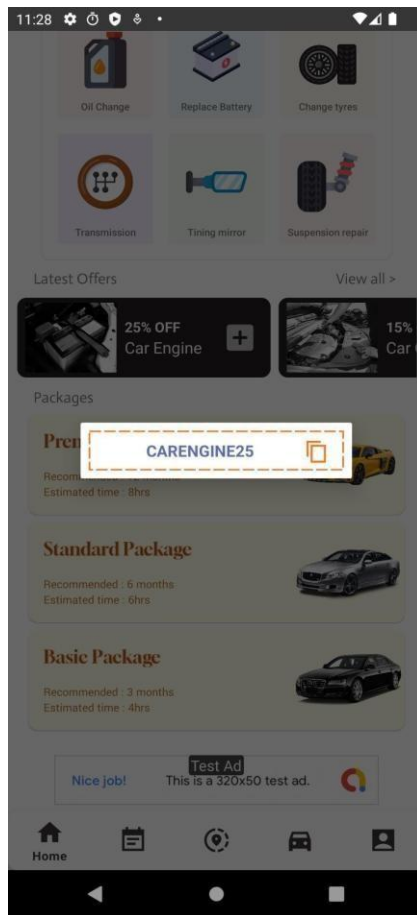 11:28
Oil Change
Replace Battery
Change tyres
Transmission
Tining mirror
Suspension repair
Latest Offers
View all >
25% OFF
Car Engine
15%
Car
Packages
Pren
CARENGINE25
Recommended
Estimated time : 8hrs
Standard Package
Recommended : 6 months
Estimated time : 6hrs
Basic Package
Recommended : 3 months
Estimated time : 4hrs
Test Ad
Nice job!
This is a 320x50 test ad.
Home